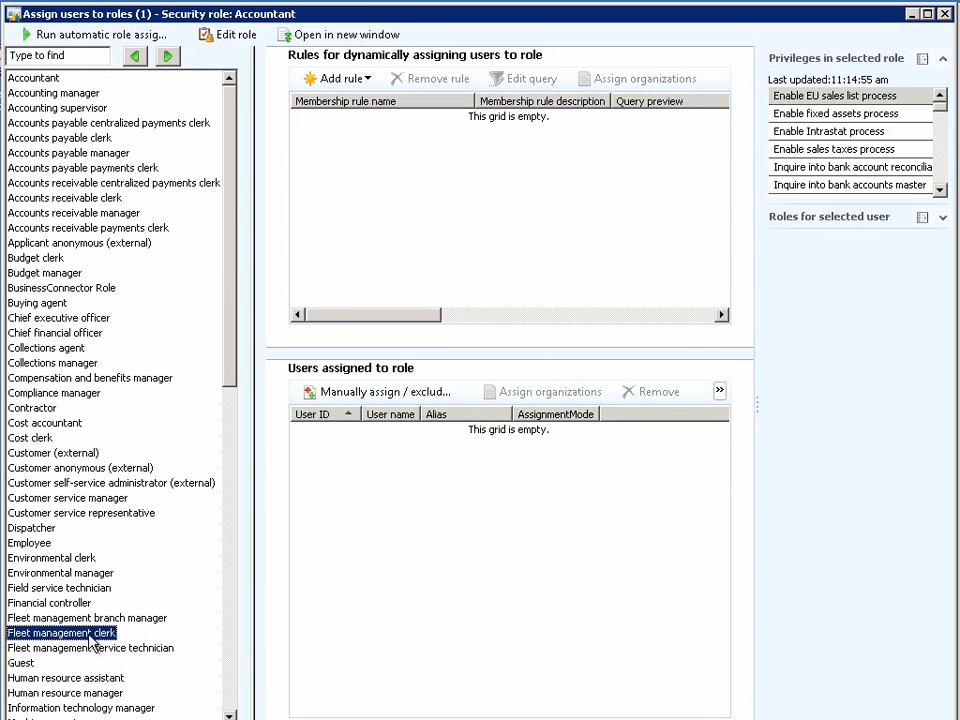 Assign users to roles (1) - Security role: Accountant
Run automatic role assig...
Edit role
Open in new window
Type to find
Accountant
Accounting manager
Accounting supervisor
Accounts payable centralized payments clerk
Accounts payable clerk
Accounts payable manager
Accounts payable payments clerk
Accounts receivable centralized payments clerk
Accounts receivable clerk
Accounts receivable manager
Accounts receivable payments clerk
Applicant anonymous (external)
Budget clerk
Budget manager
BusinessConnector Role
Buying agent
Chief executive officer
Chief financial officer
Collections agent
Collections manager
Compensation and benefits manager
Compliance manager
Contractor
Cost accountant
Cost clerk
Customer (external)
Customer anonymous (external)
Customer self-service administrator (external)
Customer service manager
Customer service representative
Dispatcher
Employee
Environmental clerk
Environmental manager
Field service technician
Financial controller
Fleet management branch manager
Fleet management clerk
Fleet management service technician
Guest
Human resource assistant
Human resource manager
Information technology manager
Rules for dynamically assigning users to role
Add rule
Remove rule
Edit query
Assign organizations
Membership rule name
Membership rule description
Query preview
This grid is empty.
Users assigned to role
Manually assign / exclud...
Assign organizations
Remove
»
User ID
User name
Alias
AssignmentMode
This grid is empty.
Privileges in selected role
Last updated:11:14:55 am
Enable EU sales list process
Enable fixed assets process
Enable Intrastat process
Enable sales taxes process
Inquire into bank account reconcilia
Inquire into bank accounts master
Roles for selected user